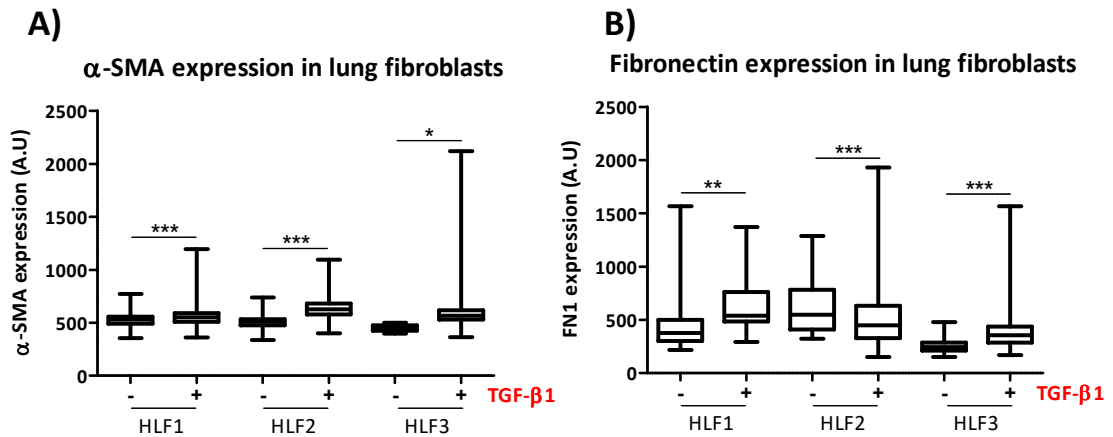 A)
α-SMA expression in lung fibroblasts
α-SMA expression (A.U)
2500
2000
1500
1000
500
0
***
***
*
- + - + - + TGF-β1
HLF1 HLF2 HLF3
B)
Fibronectin expression in lung fibroblasts
FN1 expression (A.U)
2500
2000
1500
1000
500
0
**
***
***
- + - + - + TGF-β1
HLF1 HLF2 HLF3